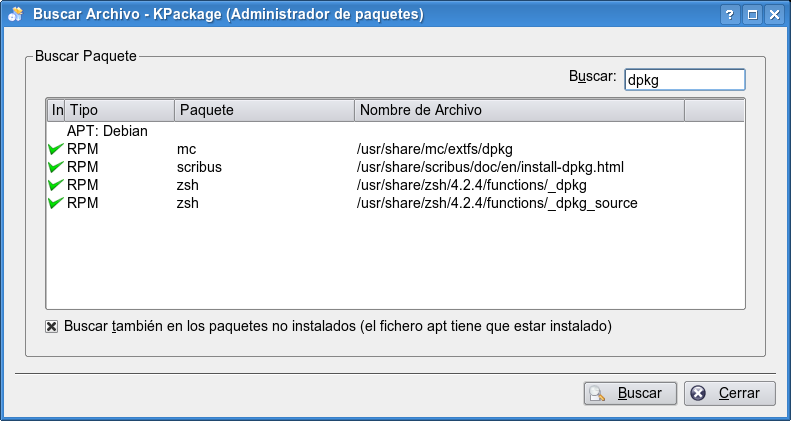 Buscar Archivo - KPackage (Administrador de paquetes)
Buscar Paquete
Buscar: dpkg
In Tipo Paquete Nombre de Archivo
APT: Debian
RPM mc /usr/share/mc/extfs/dpkg
RPM scribus /usr/share/scribus/doc/en/install-dpkg.html
RPM zsh /usr/share/zsh/4.2.4/functions/_dpkg
RPM zsh /usr/share/zsh/4.2.4/functions/_dpkg_source
Buscar también en los paquetes no instalados (el fichero apt tiene que estar instalado)
Buscar Cerrar